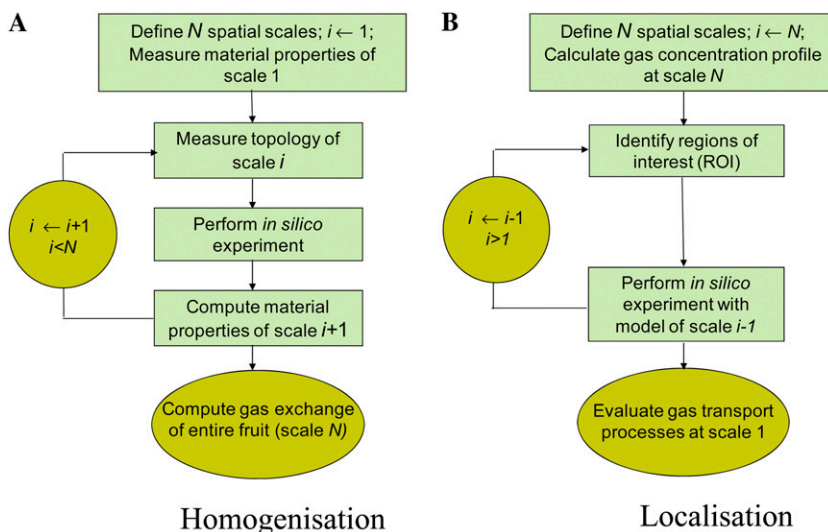 A
Define N spatial scales; i ← 1;
Measure material properties of
scale 1
Measure topology of
scale i
i ← i+1
i<N
Perform in silico
experiment
Compute material
properties of scale i+1
Compute gas exchange
of entire fruit (scale N)
Homogenisation
B
Define N spatial scales; i ← N;
Calculate gas concentration profile
at scale N
Identify regions of
interest (ROI)
i ← i-1
i>1
Perform in silico
experiment with
model of scale i-1
Evaluate gas transport
processes at scale 1
Localisation